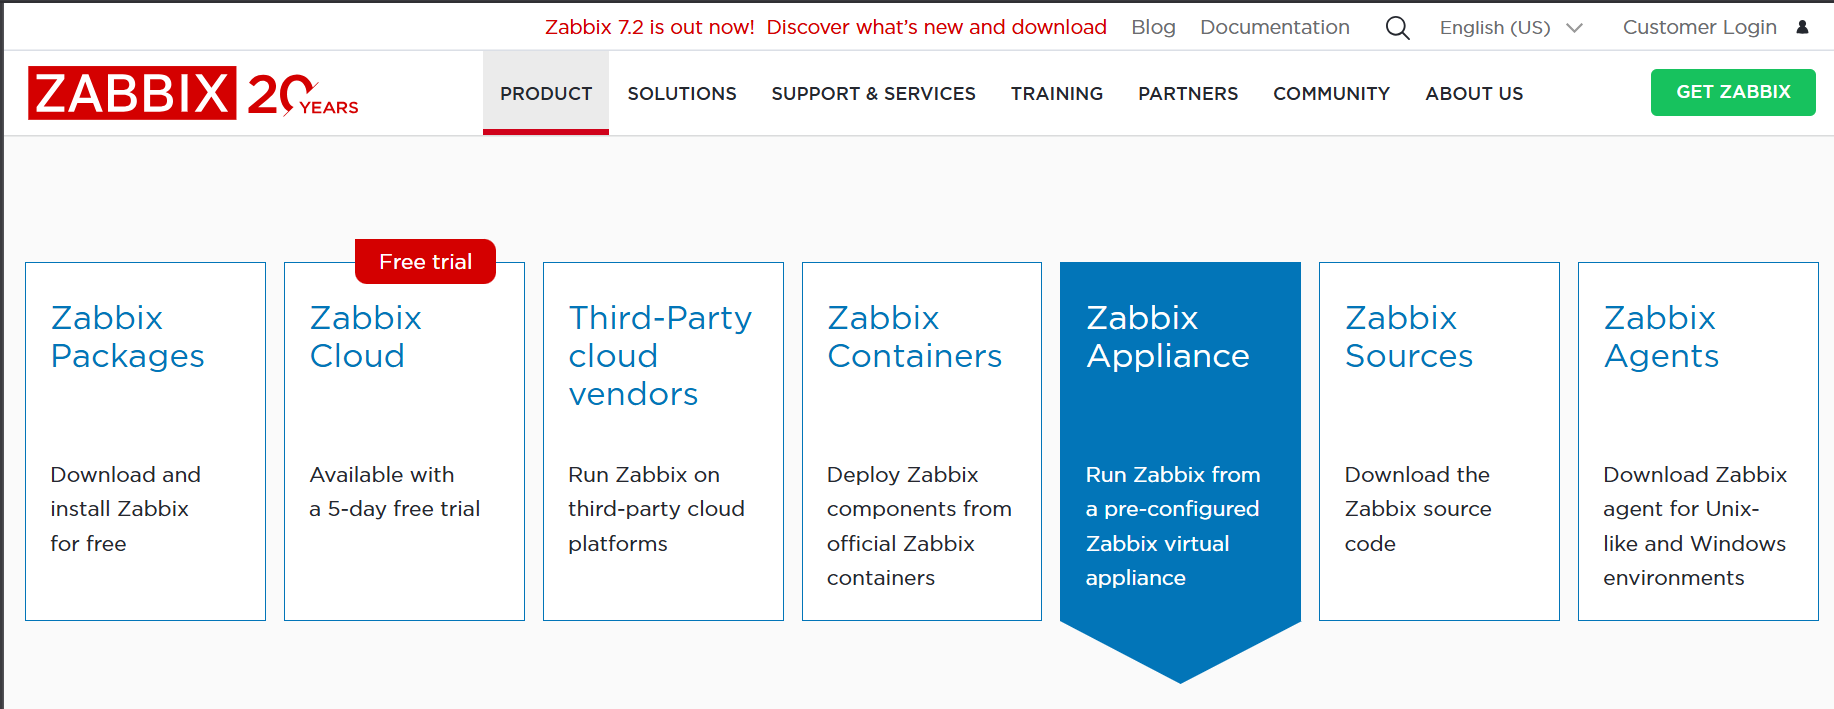 Zabbix 7.2 is out now! Discover what's new and download Blog Documentation English (US) Customer Login
ZABBIX 20 YEARS PRODUCT SOLUTIONS SUPPORT & SERVICES TRAINING PARTNERS COMMUNITY ABOUT US GET ZABBIX
Zabbix
Packages
Download and
install Zabbix
for free
Free trial
Zabbix
Cloud
Available with
a 5-day free trial
Third-Party
cloud
vendors
Run Zabbix on
third-party cloud
platforms
Zabbix
Containers
Deploy Zabbix
components from
official Zabbix
containers
Zabbix
Appliance
Run Zabbix from
a pre-configured
Zabbix virtual
appliance
Zabbix
Sources
Download the
Zabbix source
code
Zabbix
Agents
Download Zabbix
agent for Unix-
like and Windows
environments